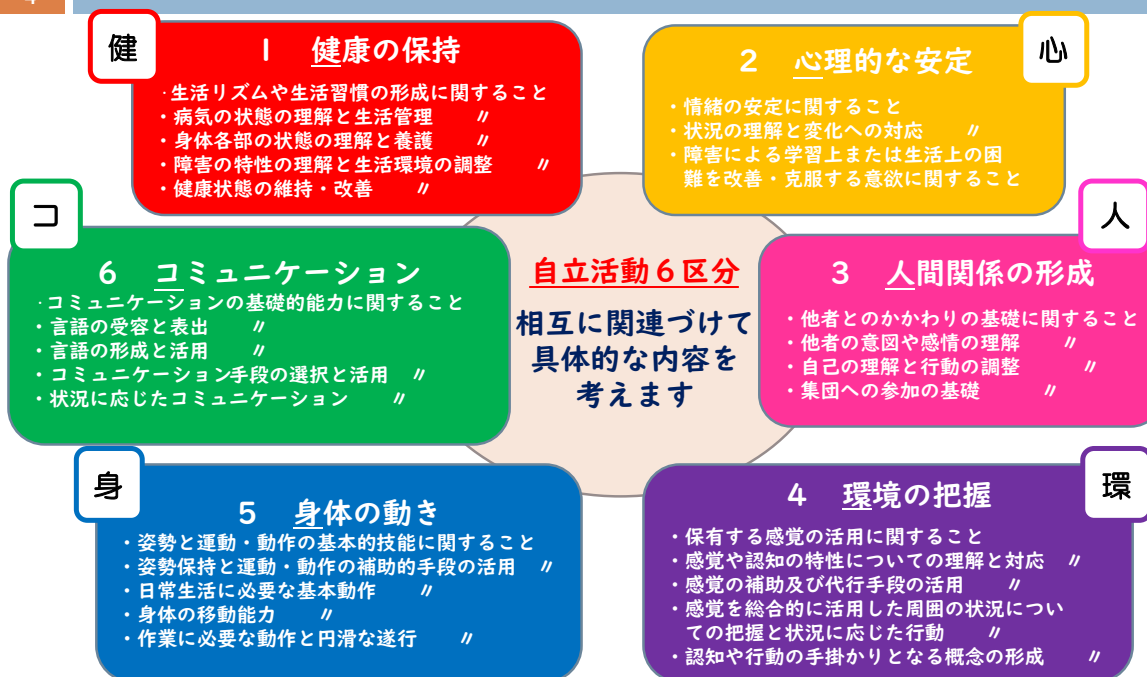 4
健
1 健康の保持
・生活リズムや生活習慣の形成に関すること
・病気の状態の理解と生活管理 〃
・身体各部の状態の理解と養護 〃
・障害の特性の理解と生活環境の調整 〃
・健康状態の維持・改善 〃
心
2 心理的な安定
・情緒の安定に関すること
・状況の理解と変化への対応 〃
・障害による学習上または生活上の困
難を改善・克服する意欲に関すること
人
3 人間関係の形成
・他者とのかかわりの基礎に関すること
・他者の意図や感情の理解 〃
・自己の理解と行動の調整 〃
・集団への参加の基礎 〃
自立活動6区分
相互に関連づけて
具体的な内容を
考えます
コ
6 コミュニケーション
・コミュニケーションの基礎的能力に関すること
・言語の受容と表出 〃
・言語の形成と活用 〃
・コミュニケーション手段の選択と活用 〃
・状況に応じたコミュニケーション 〃
身
5 身体の動き
・姿勢と運動・動作の基本的技能に関すること
・姿勢保持と運動・動作の補助的手段の活用 〃
・日常生活に必要な基本動作 〃
・身体の移動能力 〃
・作業に必要な動作と円滑な遂行 〃
環
4 環境の把握
・保有する感覚の活用に関すること
・感覚や認知の特性についての理解と対応 〃
・感覚の補助及び代行手段の活用 〃
・感覚を総合的に活用した周囲の状況につい
ての把握と状況に応じた行動 〃
・認知や行動の手掛かりとなる概念の形成 〃